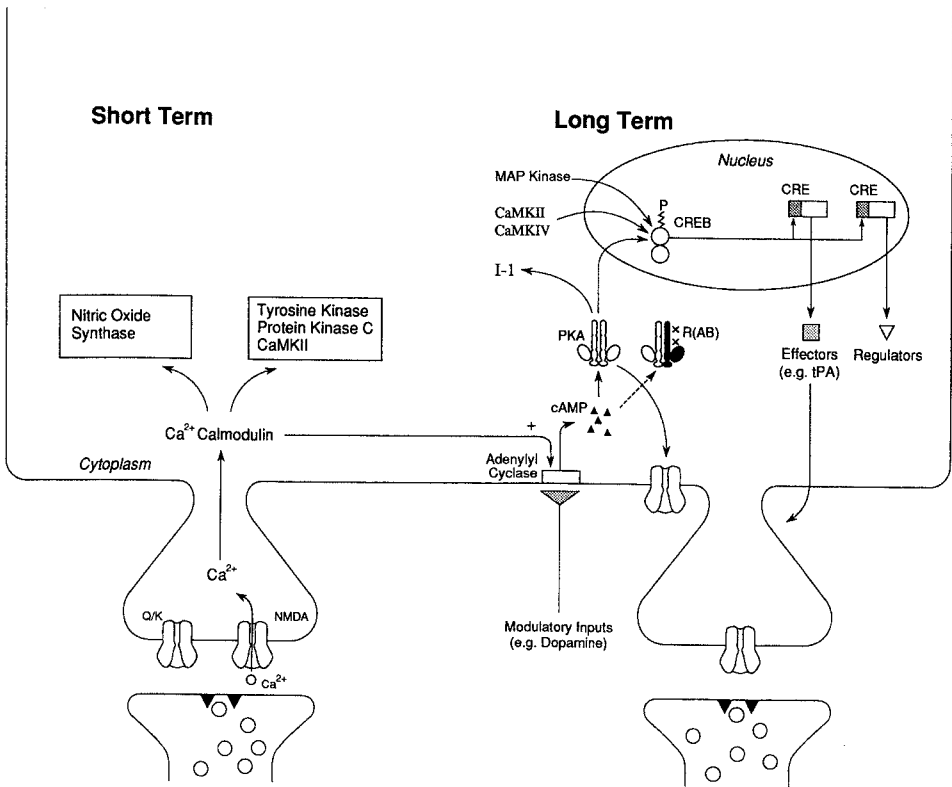 Short Term
Long Term
Nucleus
MAP Kinase
CRE
CRE
P
CREB
CaMKII
CaMKIV
I-1
Nitric Oxide
Synthase
Tyrosine Kinase
Protein Kinase C
CaMKII
PKA
R(AB)
x
x
Effectors
(e.g. tPA)
Regulators
cAMP
Ca²⁺ Calmodulin
+
Cytoplasm
Adenylyl
Cyclase
Ca²⁺
Q/K
NMDA
Ca²⁺
Modulatory Inputs
(e.g. Dopamine)